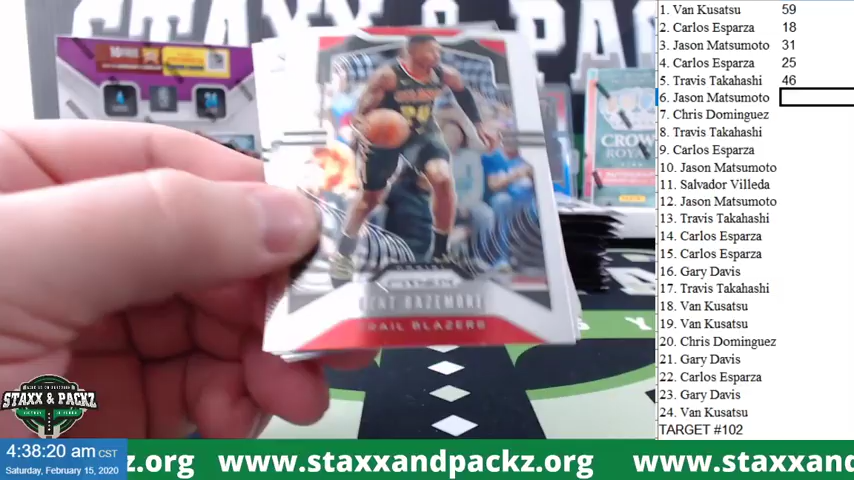 STAXX & PACKZ
CROWN
ROYALE
PRIZM
KENT BAZEMORE
TRAIL BLAZERS
STAXX & PACKZ
4:38:20 am CST
Saturday, February 15, 2020
z.org www.staxxandpackz.org www.staxxand
1. Van Kusatsu 59
2. Carlos Esparza 18
3. Jason Matsumoto 31
4. Carlos Esparza 25
5. Travis Takahashi 46
6. Jason Matsumoto
7. Chris Dominguez
8. Travis Takahashi
9. Carlos Esparza
10. Jason Matsumoto
11. Salvador Villeda
12. Jason Matsumoto
13. Travis Takahashi
14. Carlos Esparza
15. Carlos Esparza
16. Gary Davis
17. Travis Takahashi
18. Van Kusatsu
19. Van Kusatsu
20. Chris Dominguez
21. Gary Davis
22. Carlos Esparza
23. Gary Davis
24. Van Kusatsu
TARGET #102